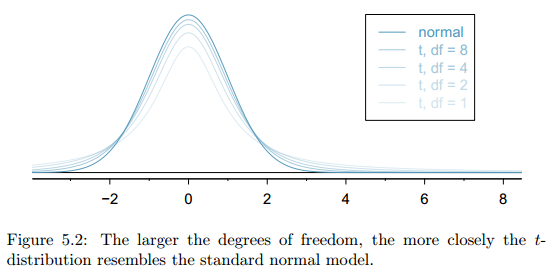 normal
t, df = 8
t, df = 4
t, df = 2
t, df = 1
−2 0 2 4 6 8
Figure 5.2: The larger the degrees of freedom, the more closely the t-
distribution resembles the standard normal model.